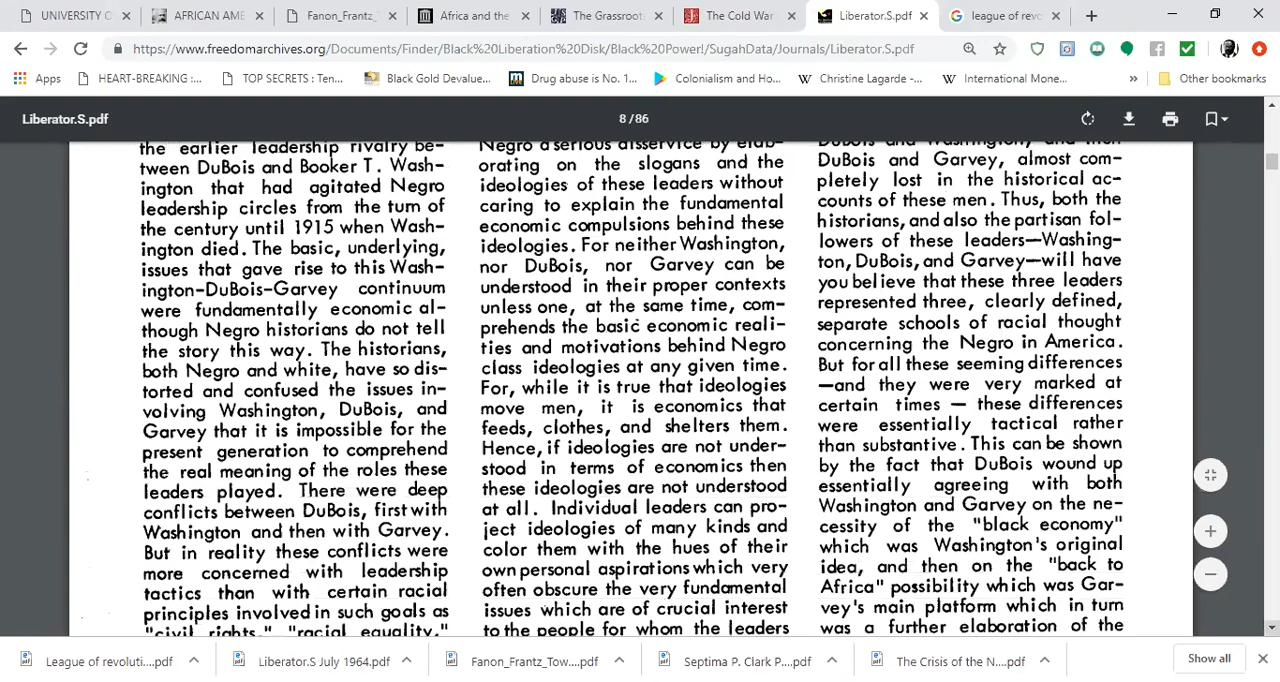 UNIVERSITY C
AFRICAN AME
Fanon_Frantz_
Africa and the
The Grassroot
The Cold War
Liberator.S.pdf
league of revo
https://www.freedomarchives.org/Documents/Finder/Black%20Liberation%20Disk/Black%20Power!/SugahData/Journals/Liberator.S.pdf
Apps
HEART-BREAKING :...
TOP SECRETS : Ten...
Black Gold Devalue...
Drug abuse is No. 1...
Colonialism and Ho...
Christine Lagarde -...
International Mone...
»
Other bookmarks
Liberator.S.pdf
8 / 86
the earlier leadership rivalry be-
tween DuBois and Booker T. Wash-
ington that had agitated Negro
leadership circles from the turn of
the century until 1915 when Wash-
ington died. The basic, underlying,
issues that gave rise to this Wash-
ington-DuBois-Garvey continuum
were fundamentally economic al-
though Negro historians do not tell
the story this way. The historians,
both Negro and white, have so dis-
torted and confused the issues in-
volving Washington, DuBois, and
Garvey that it is impossible for the
present generation to comprehend
the real meaning of the roles these
leaders played. There were deep
conflicts between DuBois, first with
Washington and then with Garvey.
But in reality these conflicts were
more concerned with leadership
tactics than with certain racial
principles involved in such goals as
"civil rights," "racial equality,"
Negro a serious disservice by elab-
orating on the slogans and the
ideologies of these leaders without
caring to explain the fundamental
economic compulsions behind these
ideologies. For neither Washington,
nor DuBois, nor Garvey can be
understood in their proper contexts
unless one, at the same time, com-
prehends the basic economic reali-
ties and motivations behind Negro
class ideologies at any given time.
For, while it is true that ideologies
move men, it is economics that
feeds, clothes, and shelters them.
Hence, if ideologies are not under-
stood in terms of economics then
these ideologies are not understood
at all. Individual leaders can pro-
ject ideologies of many kinds and
color them with the hues of their
own personal aspirations which very
often obscure the very fundamental
issues which are of crucial interest
to the people for whom the leaders
DuBois and Washington, and then
DuBois and Garvey, almost com-
pletely lost in the historical ac-
counts of these men. Thus, both the
historians, and also the partisan fol-
lowers of these leaders—Washing-
ton, DuBois, and Garvey—will have
you believe that these three leaders
represented three, clearly defined,
separate schools of racial thought
concerning the Negro in America.
But for all these seeming differences
—and they were very marked at
certain times — these differences
were essentially tactical rather
than substantive. This can be shown
by the fact that DuBois wound up
essentially agreeing with both
Washington and Garvey on the ne-
cessity of the "black economy"
which was Washington's original
idea, and then on the "back to
Africa" possibility which was Gar-
vey's main platform which in turn
was a further elaboration of the
League of revoluti....pdf
Liberator.S July 1964.pdf
Fanon_Frantz_Tow....pdf
Septima P. Clark P....pdf
The Crisis of the N....pdf
Show all